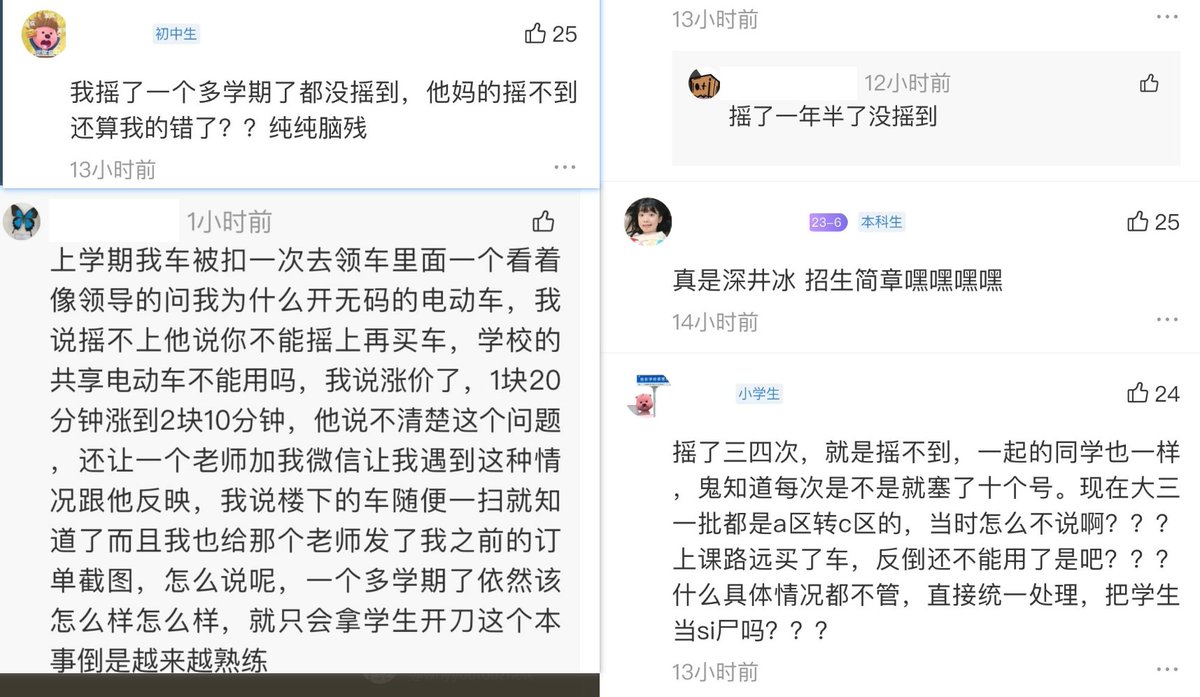 初中生
25
我摇了一个多学期了都没摇到，他妈的摇不到
还算我的错了？？纯纯脑残
13小时前
1小时前
上学期我车被扣一次去领车里面一个看着
像领导的问我为什么开无码的电动车，我
说摇不上他说你不能摇上再买车，学校的
共享电动车不能用吗，我说涨价了，1块20
分钟涨到2块10分钟，他说不清楚这个问题
，还让一个老师加我微信让我遇到这种情
况跟他反映，我说楼下的车随便一扫就知
道了而且我也给那个老师发了我之前的订
单截图，怎么说呢，一个多学期了依然该
怎么样怎么样，就只会拿学生开刀这个本
事倒是越来越熟练
13小时前
12小时前
摇了一年半了没摇到
23-6
本科生
25
真是深井冰 招生简章嘿嘿嘿嘿
14小时前
小学生
24
摇了三四次，就是摇不到，一起的同学也一样
，鬼知道每次是不是就塞了十个号。现在大三
一批都是a区转c区的，当时怎么不说啊？？？
上课路远买了车，反倒还不能用了是吧？？？
什么具体情况都不管，直接统一处理，把学生
当si尸吗？？？
13小时前